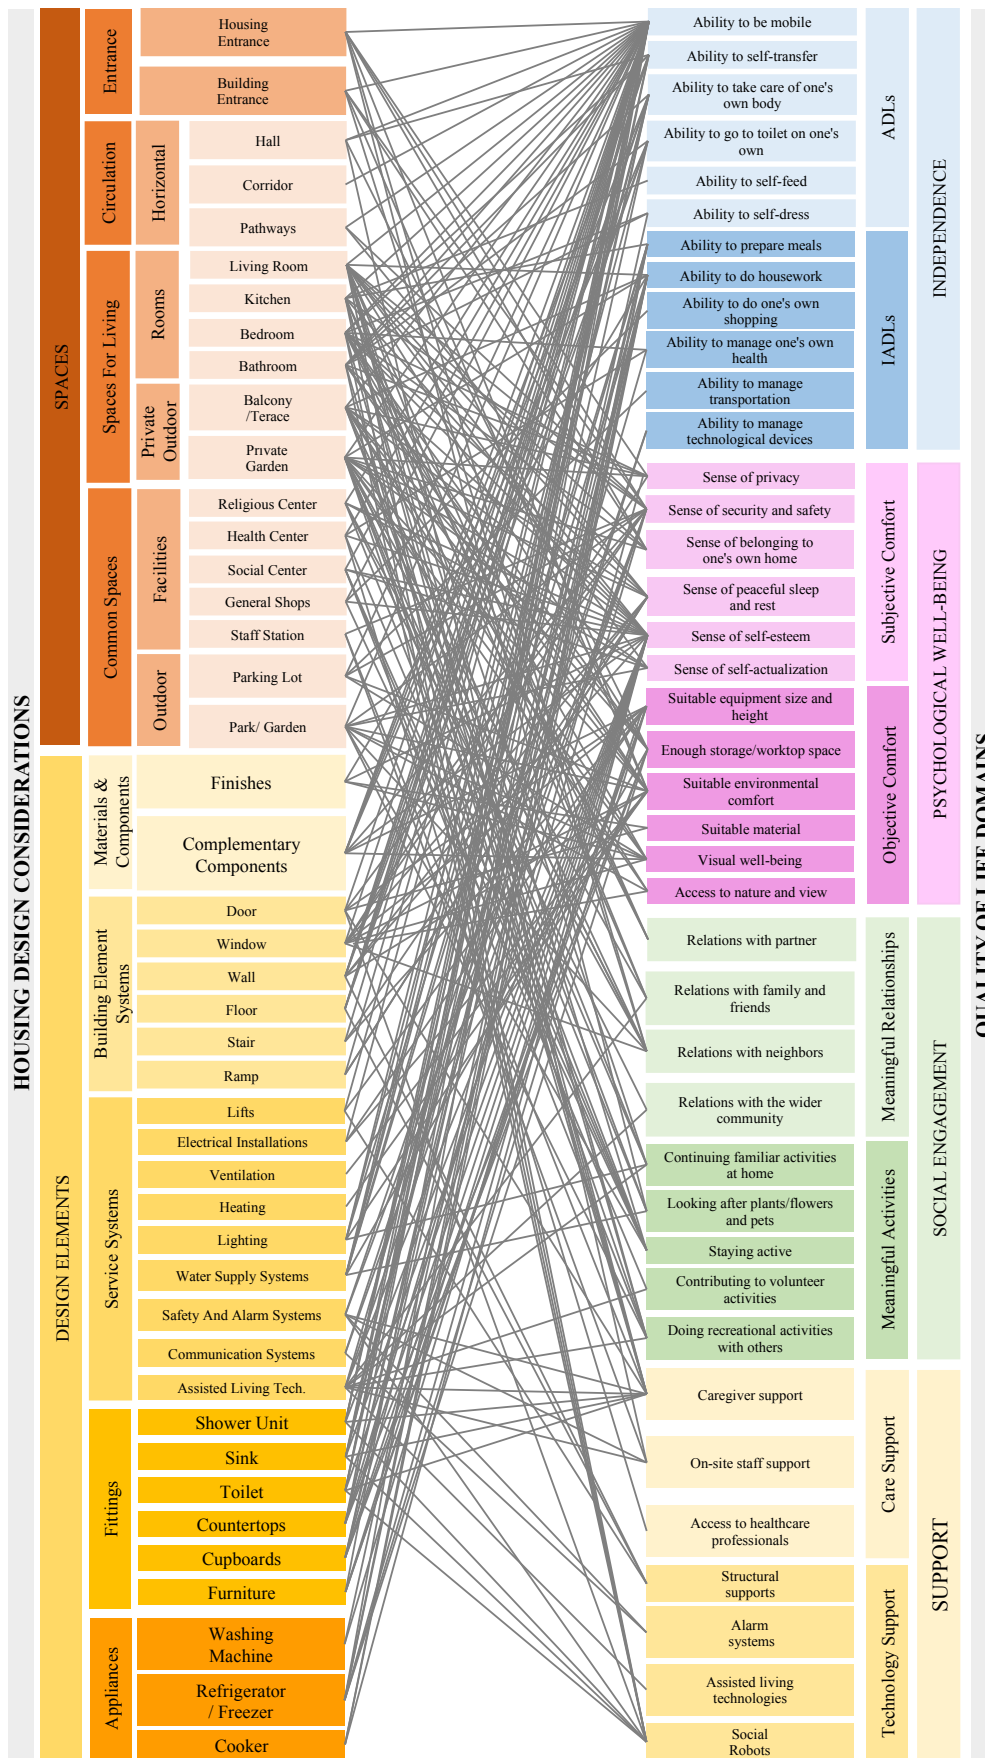 HOUSING DESIGN CONSIDERATIONS
SPACES
Entrance
Housing
Entrance
Building
Entrance
Circulation
Horizontal
Hall
Corridor
Pathways
Spaces For Living
Rooms
Living Room
Kitchen
Bedroom
Bathroom
Private
Outdoor
Balcony
/Terace
Private
Garden
Common Spaces
Facilities
Religious Center
Health Center
Social Center
General Shops
Staff Station
Outdoor
Parking Lot
Park/ Garden
DESIGN ELEMENTS
Materials &
Components
Finishes
Complementary
Components
Building Element
Systems
Door
Window
Wall
Floor
Stair
Ramp
Service Systems
Lifts
Electrical Installations
Ventilation
Heating
Lighting
Water Supply Systems
Safety And Alarm Systems
Communication Systems
Assisted Living Tech.
Fittings
Shower Unit
Sink
Toilet
Countertops
Cupboards
Furniture
Appliances
Washing
Machine
Refrigerator
/ Freezer
Cooker
Ability to be mobile
Ability to self-transfer
Ability to take care of one's
own body
Ability to go to toilet on one's
own
Ability to self-feed
Ability to self-dress
ADLs
Ability to prepare meals
Ability to do housework
Ability to do one's own
shopping
Ability to manage one's own
health
Ability to manage
transportation
Ability to manage
technological devices
IADLs
INDEPENDENCE
Sense of privacy
Sense of security and safety
Sense of belonging to
one's own home
Sense of peaceful sleep
and rest
Sense of self-esteem
Sense of self-actualization
Subjective Comfort
Suitable equipment size and
height
Enough storage/worktop space
Suitable environmental
comfort
Suitable material
Visual well-being
Access to nature and view
Objective Comfort
PSYCHOLOGICAL WELL-BEING
Relations with partner
Relations with family and
friends
Relations with neighbors
Relations with the wider
community
Meaningful Relationships
Continuing familiar activities
at home
Looking after plants/flowers
and pets
Staying active
Contributing to volunteer
activities
Doing recreational activities
with others
Meaningful Activities
SOCIAL ENGAGEMENT
Caregiver support
On-site staff support
Access to healthcare
professionals
Care Support
Structural
supports
Alarm
systems
Assisted living
technologies
Social
Robots
Technology Support
SUPPORT
QUALITY OF LIFE DOMAINS